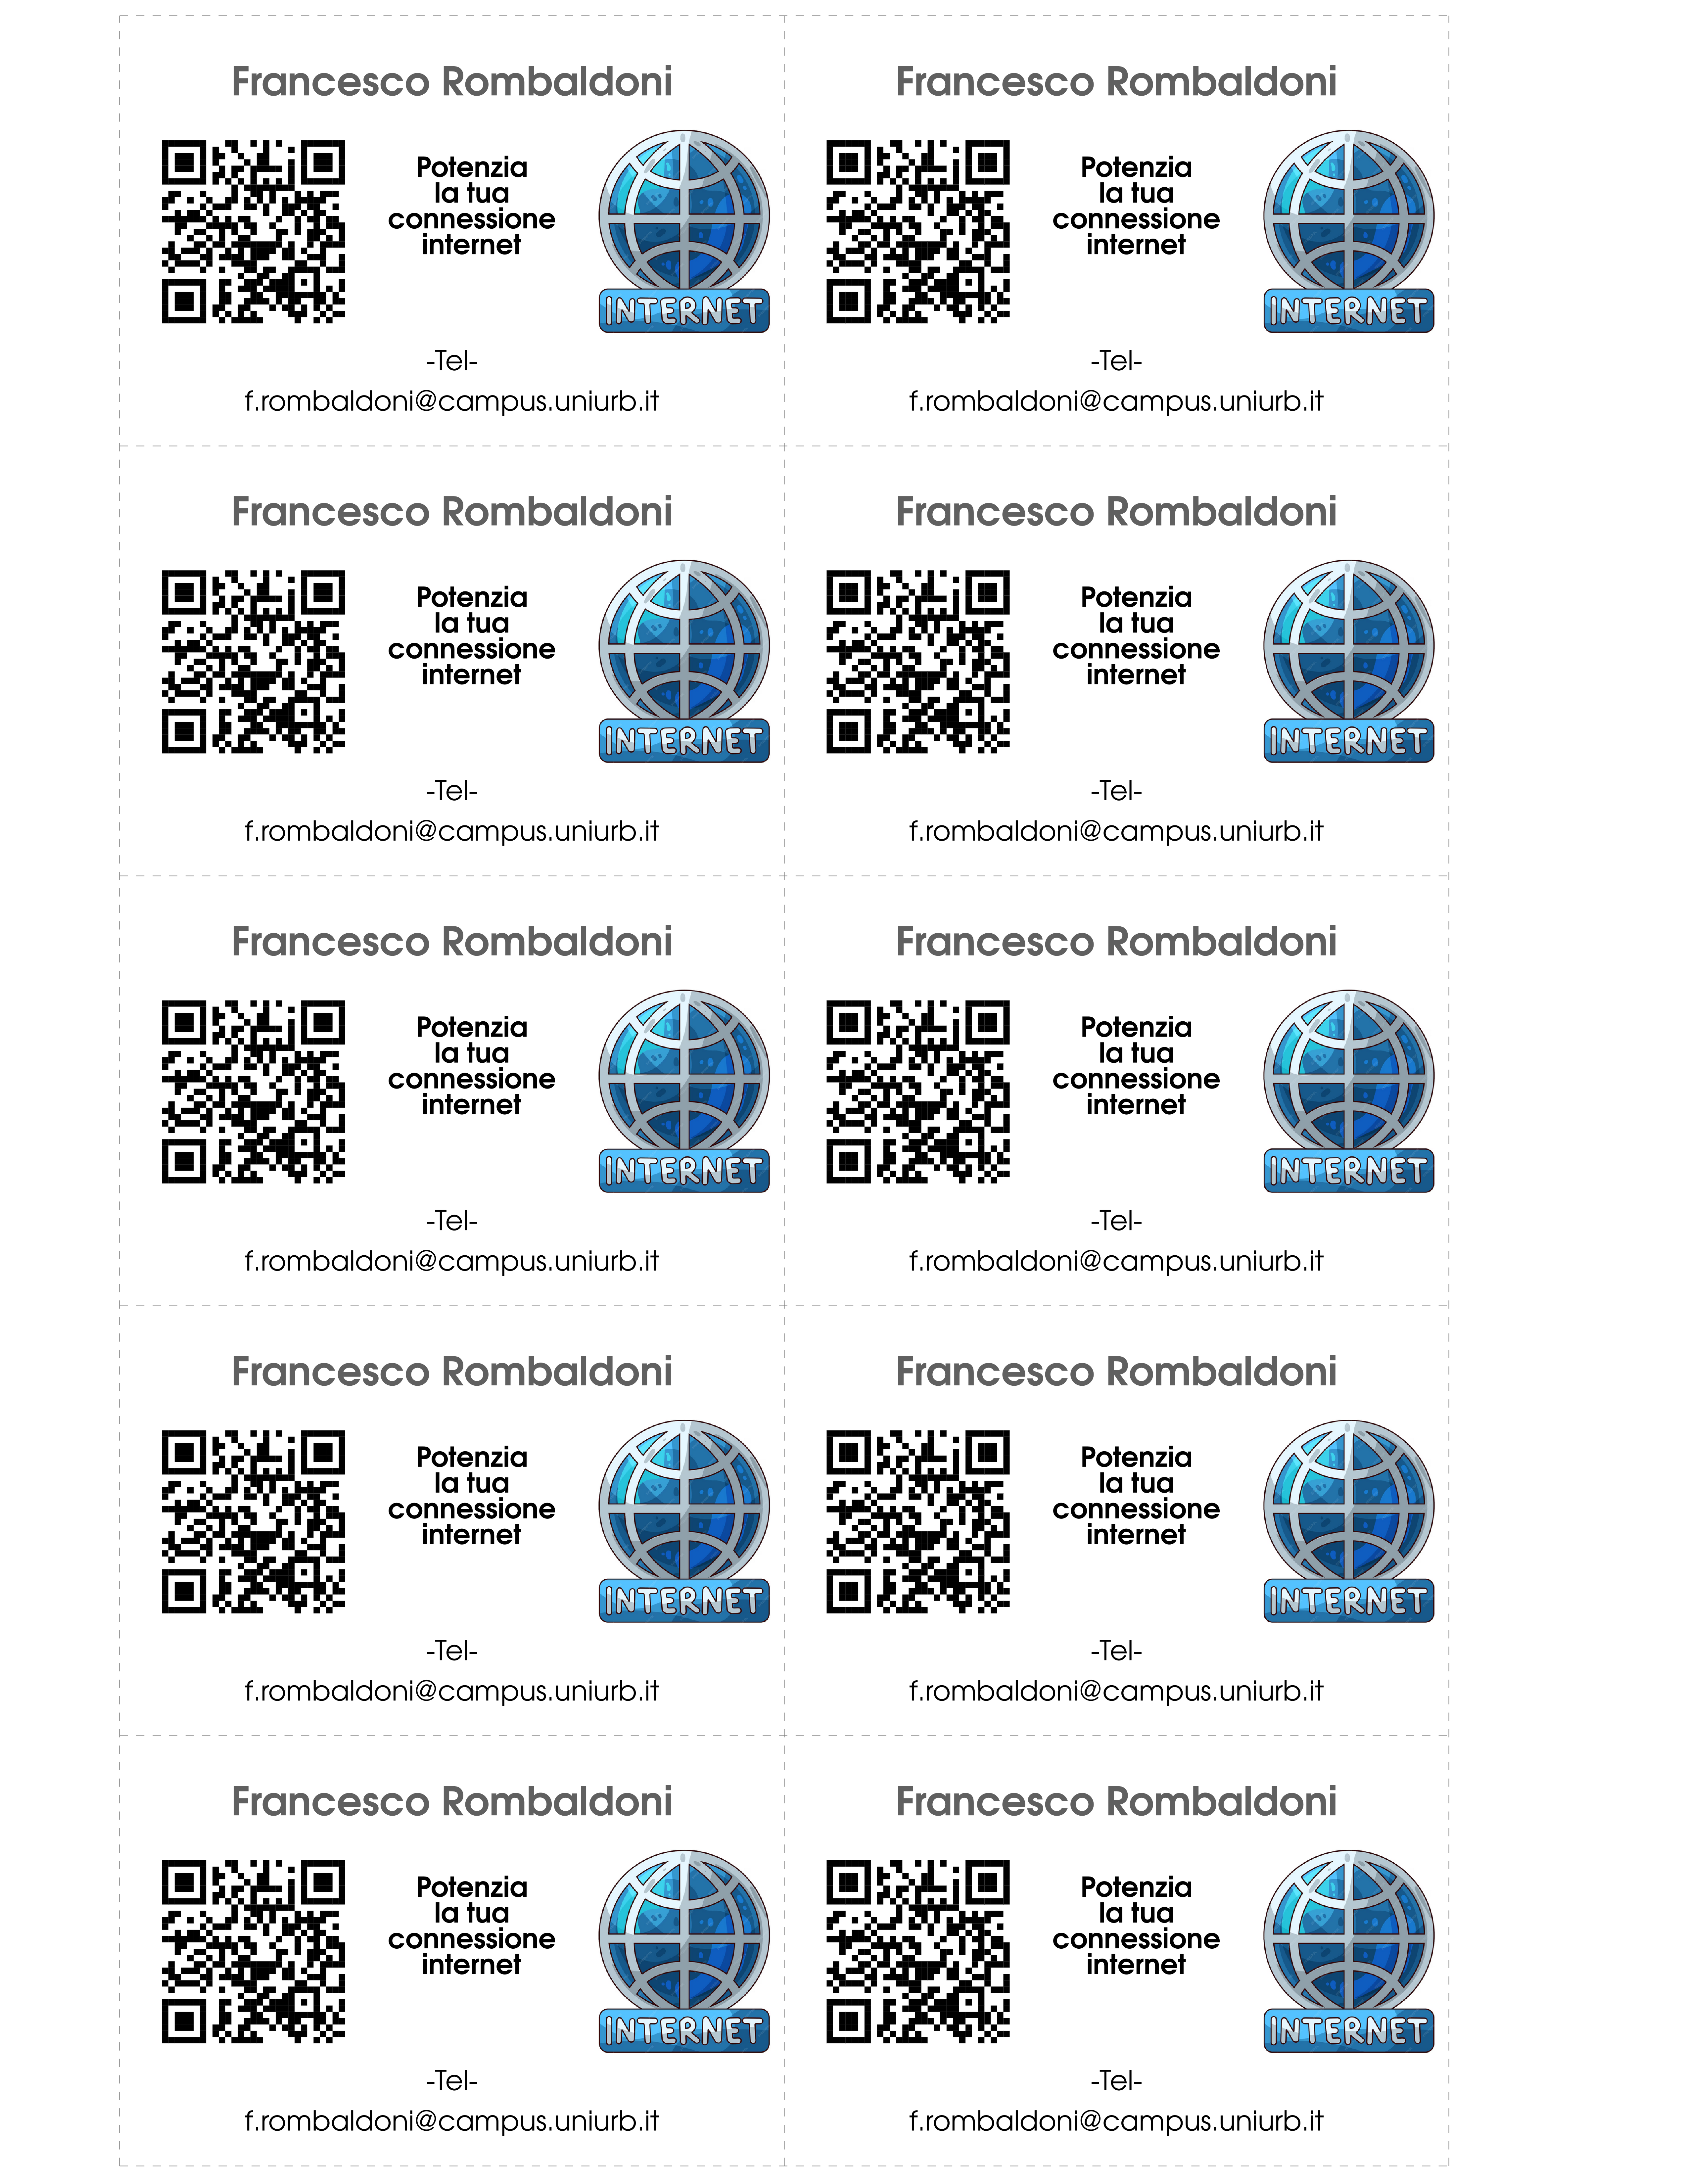 Francesco Rombaldoni
Potenzia
la tua
connessione
internet
INTERNET
-Tel-
f.rombaldoni@campus.uniurb.it
Francesco Rombaldoni
Potenzia
la tua
connessione
internet
INTERNET
-Tel-
f.rombaldoni@campus.uniurb.it
Francesco Rombaldoni
Potenzia
la tua
connessione
internet
INTERNET
-Tel-
f.rombaldoni@campus.uniurb.it
Francesco Rombaldoni
Potenzia
la tua
connessione
internet
INTERNET
-Tel-
f.rombaldoni@campus.uniurb.it
Francesco Rombaldoni
Potenzia
la tua
connessione
internet
INTERNET
-Tel-
f.rombaldoni@campus.uniurb.it
Francesco Rombaldoni
Potenzia
la tua
connessione
internet
INTERNET
-Tel-
f.rombaldoni@campus.uniurb.it
Francesco Rombaldoni
Potenzia
la tua
connessione
internet
INTERNET
-Tel-
f.rombaldoni@campus.uniurb.it
Francesco Rombaldoni
Potenzia
la tua
connessione
internet
INTERNET
-Tel-
f.rombaldoni@campus.uniurb.it
Francesco Rombaldoni
Potenzia
la tua
connessione
internet
INTERNET
-Tel-
f.rombaldoni@campus.uniurb.it
Francesco Rombaldoni
Potenzia
la tua
connessione
internet
INTERNET
-Tel-
f.rombaldoni@campus.uniurb.it